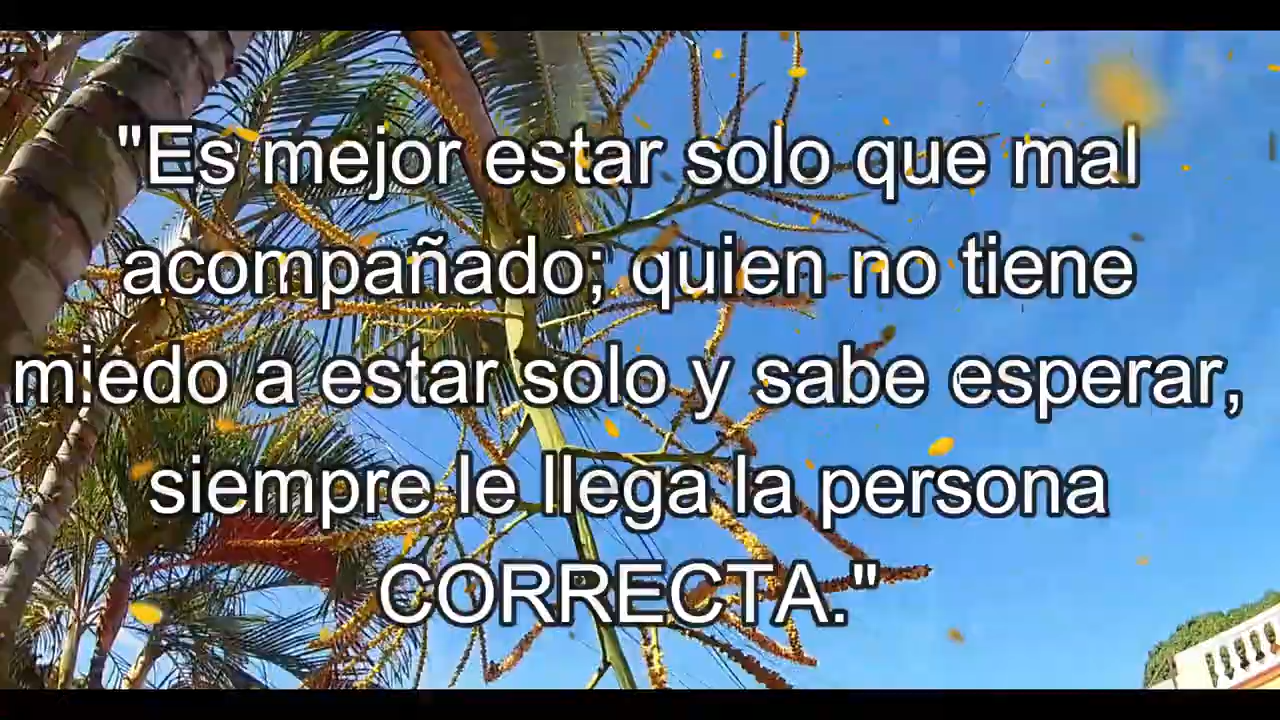 "Es mejor estar solo que mal
acompañado; quien no tiene
miedo a estar solo y sabe esperar,
siempre le llega la persona
CORRECTA."